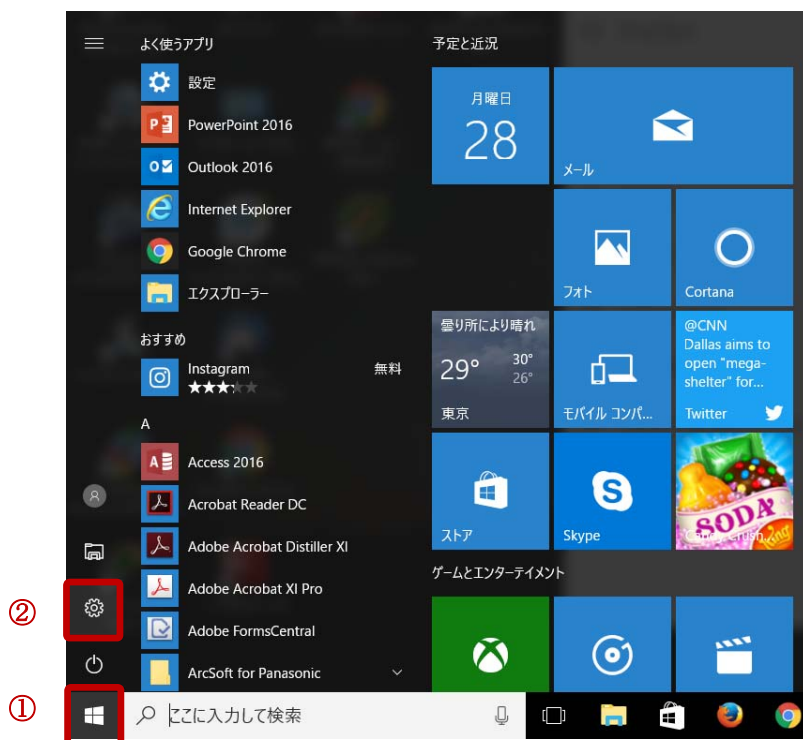 よく使うアプリ
設定
PowerPoint 2016
Outlook 2016
Internet Explorer
Google Chrome
エクスプローラー
おすすめ
Instagram
無料
A
Access 2016
Acrobat Reader DC
Adobe Acrobat Distiller XI
Adobe Acrobat XI Pro
Adobe FormsCentral
ArcSoft for Panasonic
予定と近況
月曜日
28
メール
フォト
Cortana
曇り所により晴れ
29° 30°
26°
東京
モバイル コンパ...
@CNN
Dallas aims to
open "mega-
shelter" for...
Twitter
ストア
Skype
SODA
Candy Crush...
ゲームとエンターテイメント
②
①
ここに入力して検索